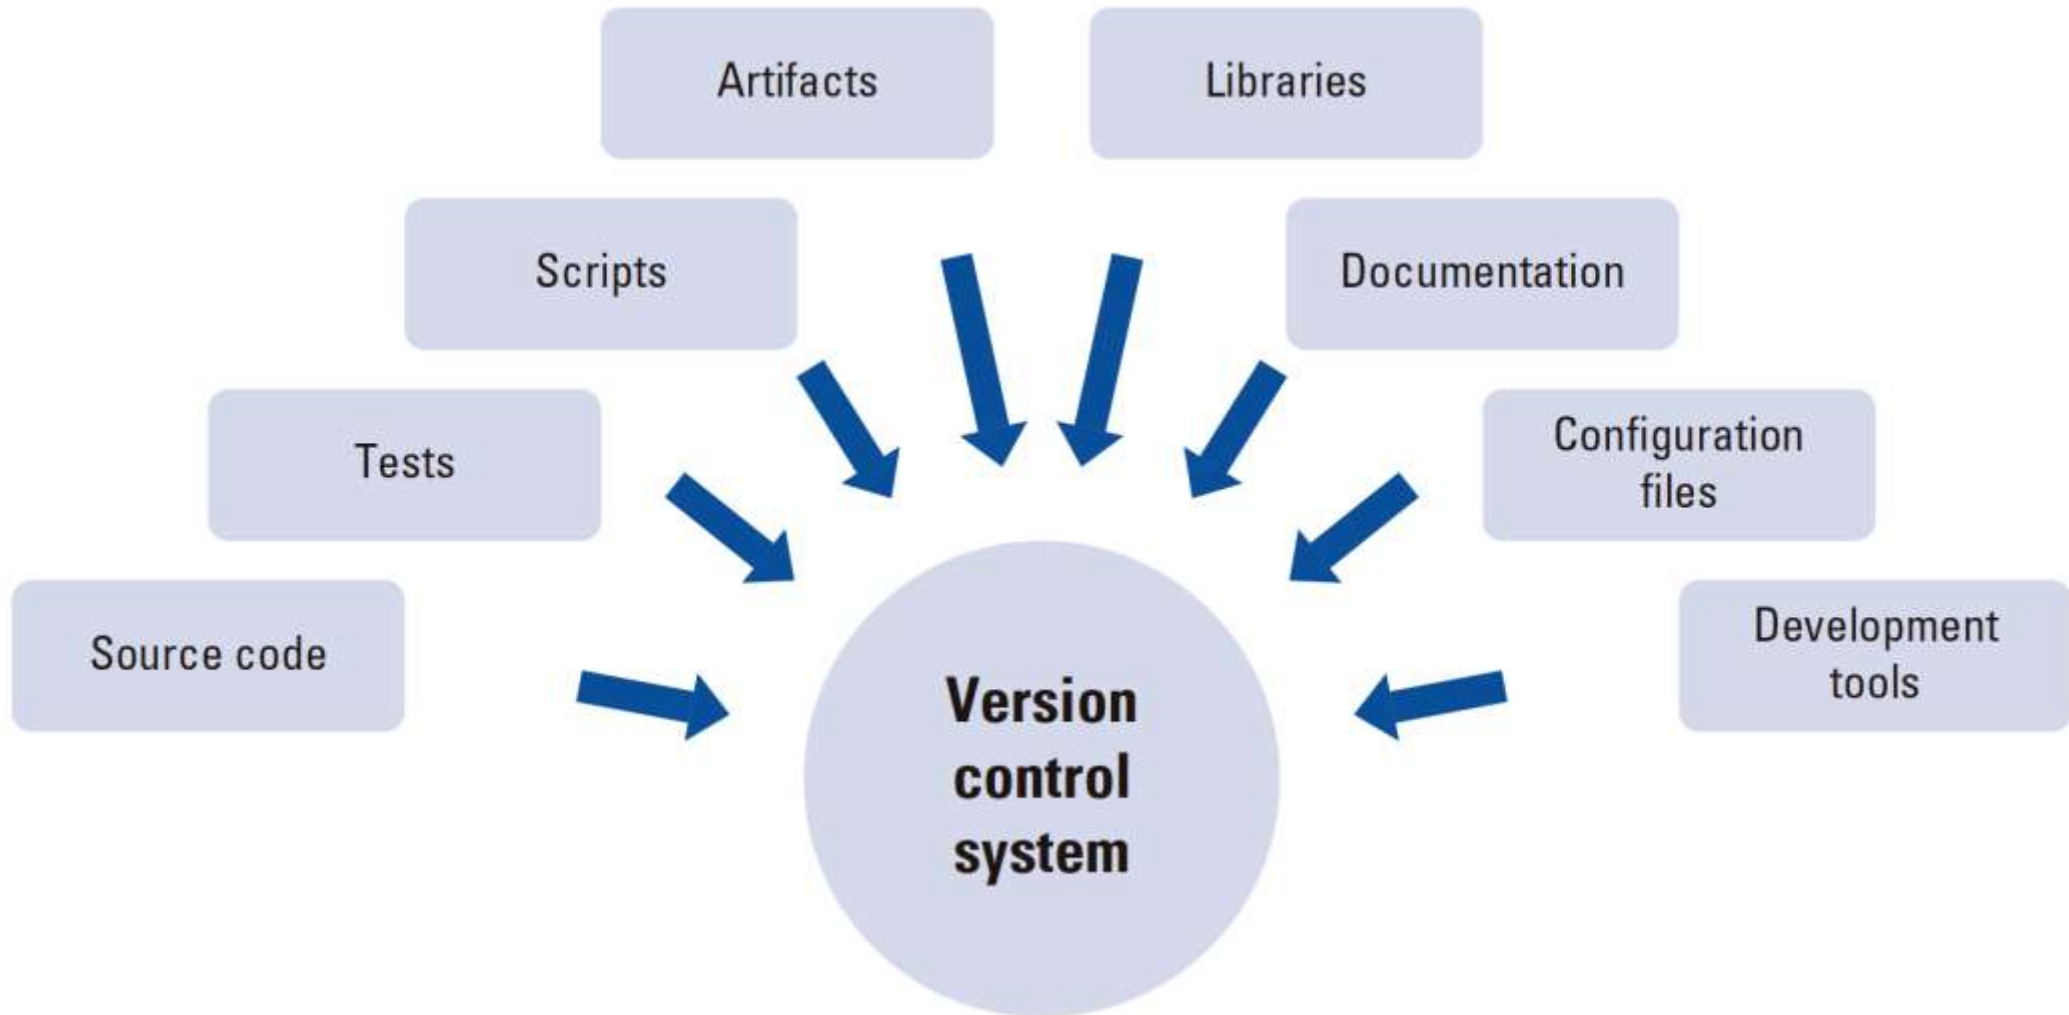 Artifacts
Libraries
Scripts
Documentation
Tests
Configuration
files
Source code
Development
tools
Version
control
system